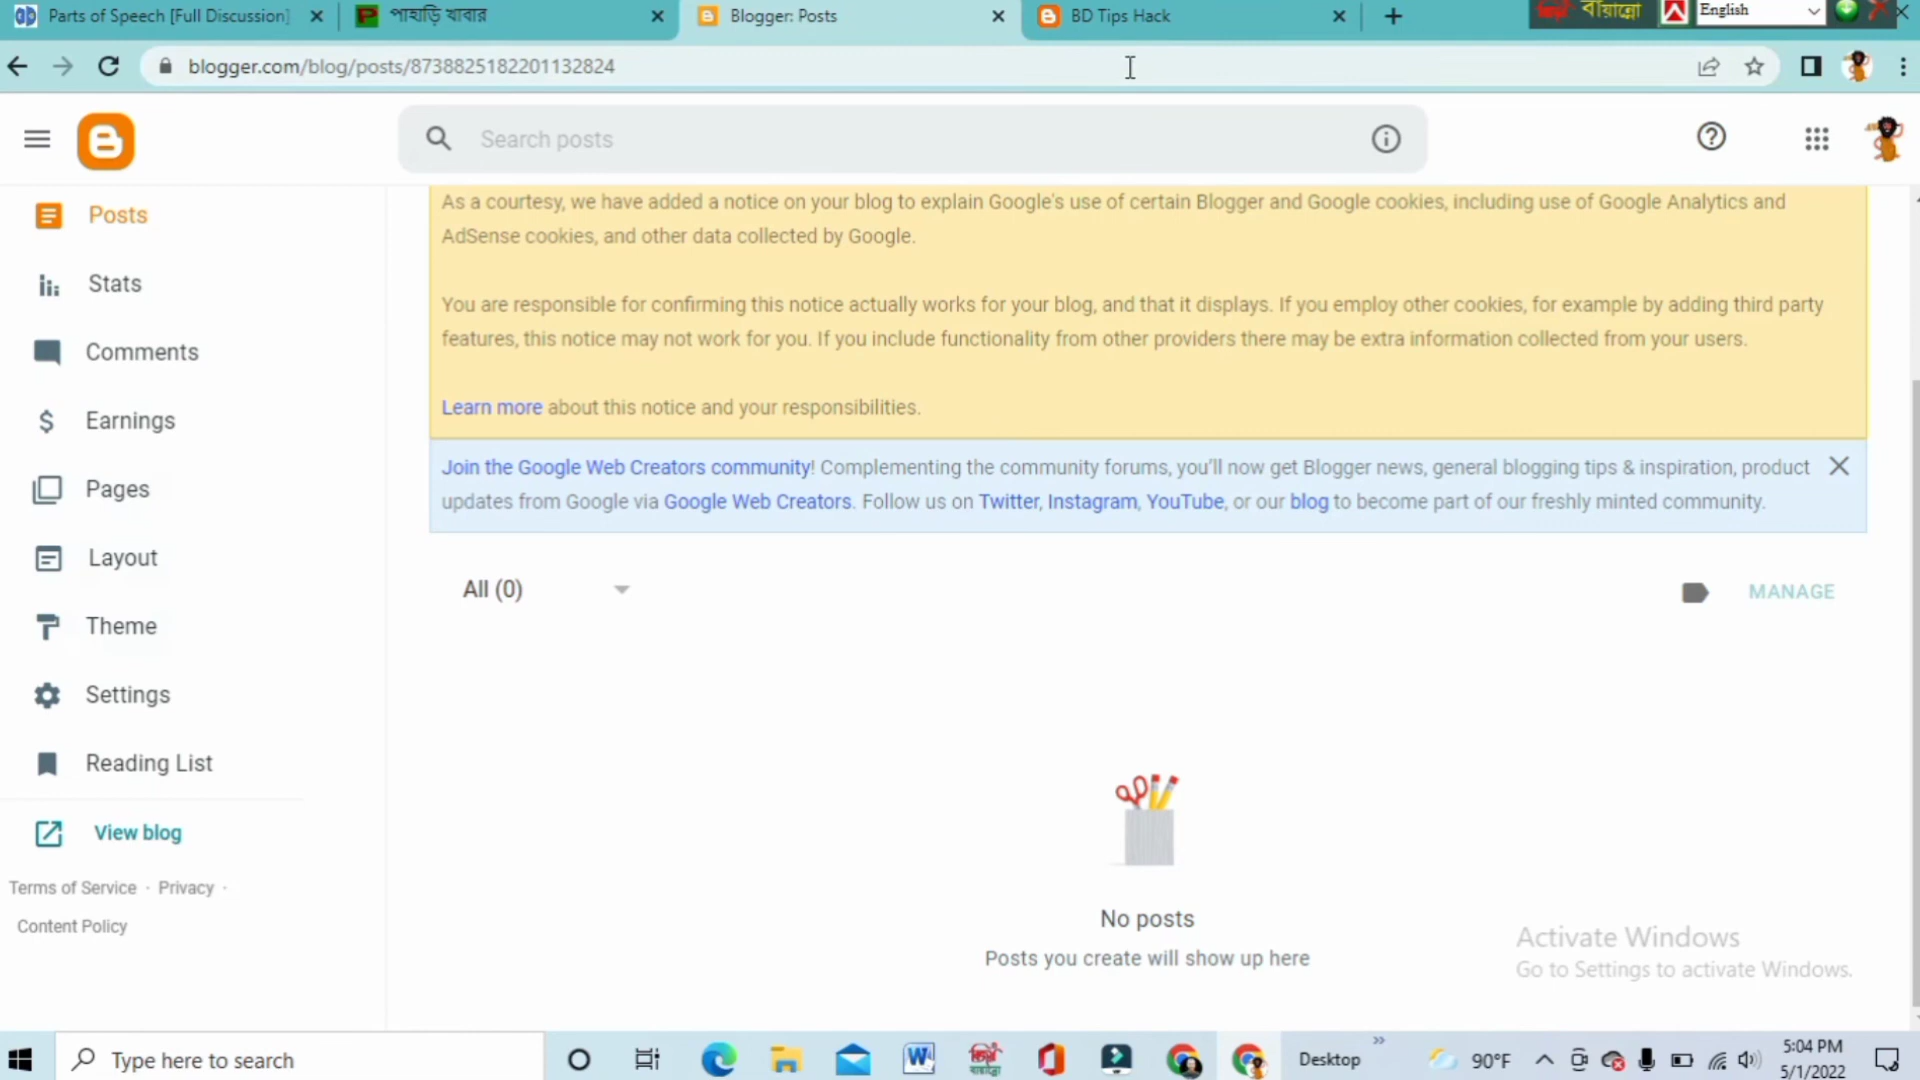 Parts of Speech [Full Discussion]
পাহাড়ি খাবার
Blogger: Posts
BD Tips Hack
English
blogger.com/blog/posts/8738825182201132824
Search posts
Posts
Stats
Comments
Earnings
Pages
Layout
Theme
Settings
Reading List
View blog
Terms of Service · Privacy ·
Content Policy
As a courtesy, we have added a notice on your blog to explain Google's use of certain Blogger and Google cookies, including use of Google Analytics and
AdSense cookies, and other data collected by Google.
You are responsible for confirming this notice actually works for your blog, and that it displays. If you employ other cookies, for example by adding third party
features, this notice may not work for you. If you include functionality from other providers there may be extra information collected from your users.
Learn more about this notice and your responsibilities.
Join the Google Web Creators community! Complementing the community forums, you'll now get Blogger news, general blogging tips & inspiration, product
updates from Google via Google Web Creators. Follow us on Twitter, Instagram, YouTube, or our blog to become part of our freshly minted community.
All (0)
MANAGE
No posts
Posts you create will show up here
Activate Windows
Go to Settings to activate Windows.
Type here to search
Desktop
90°F
5:04 PM
5/1/2022